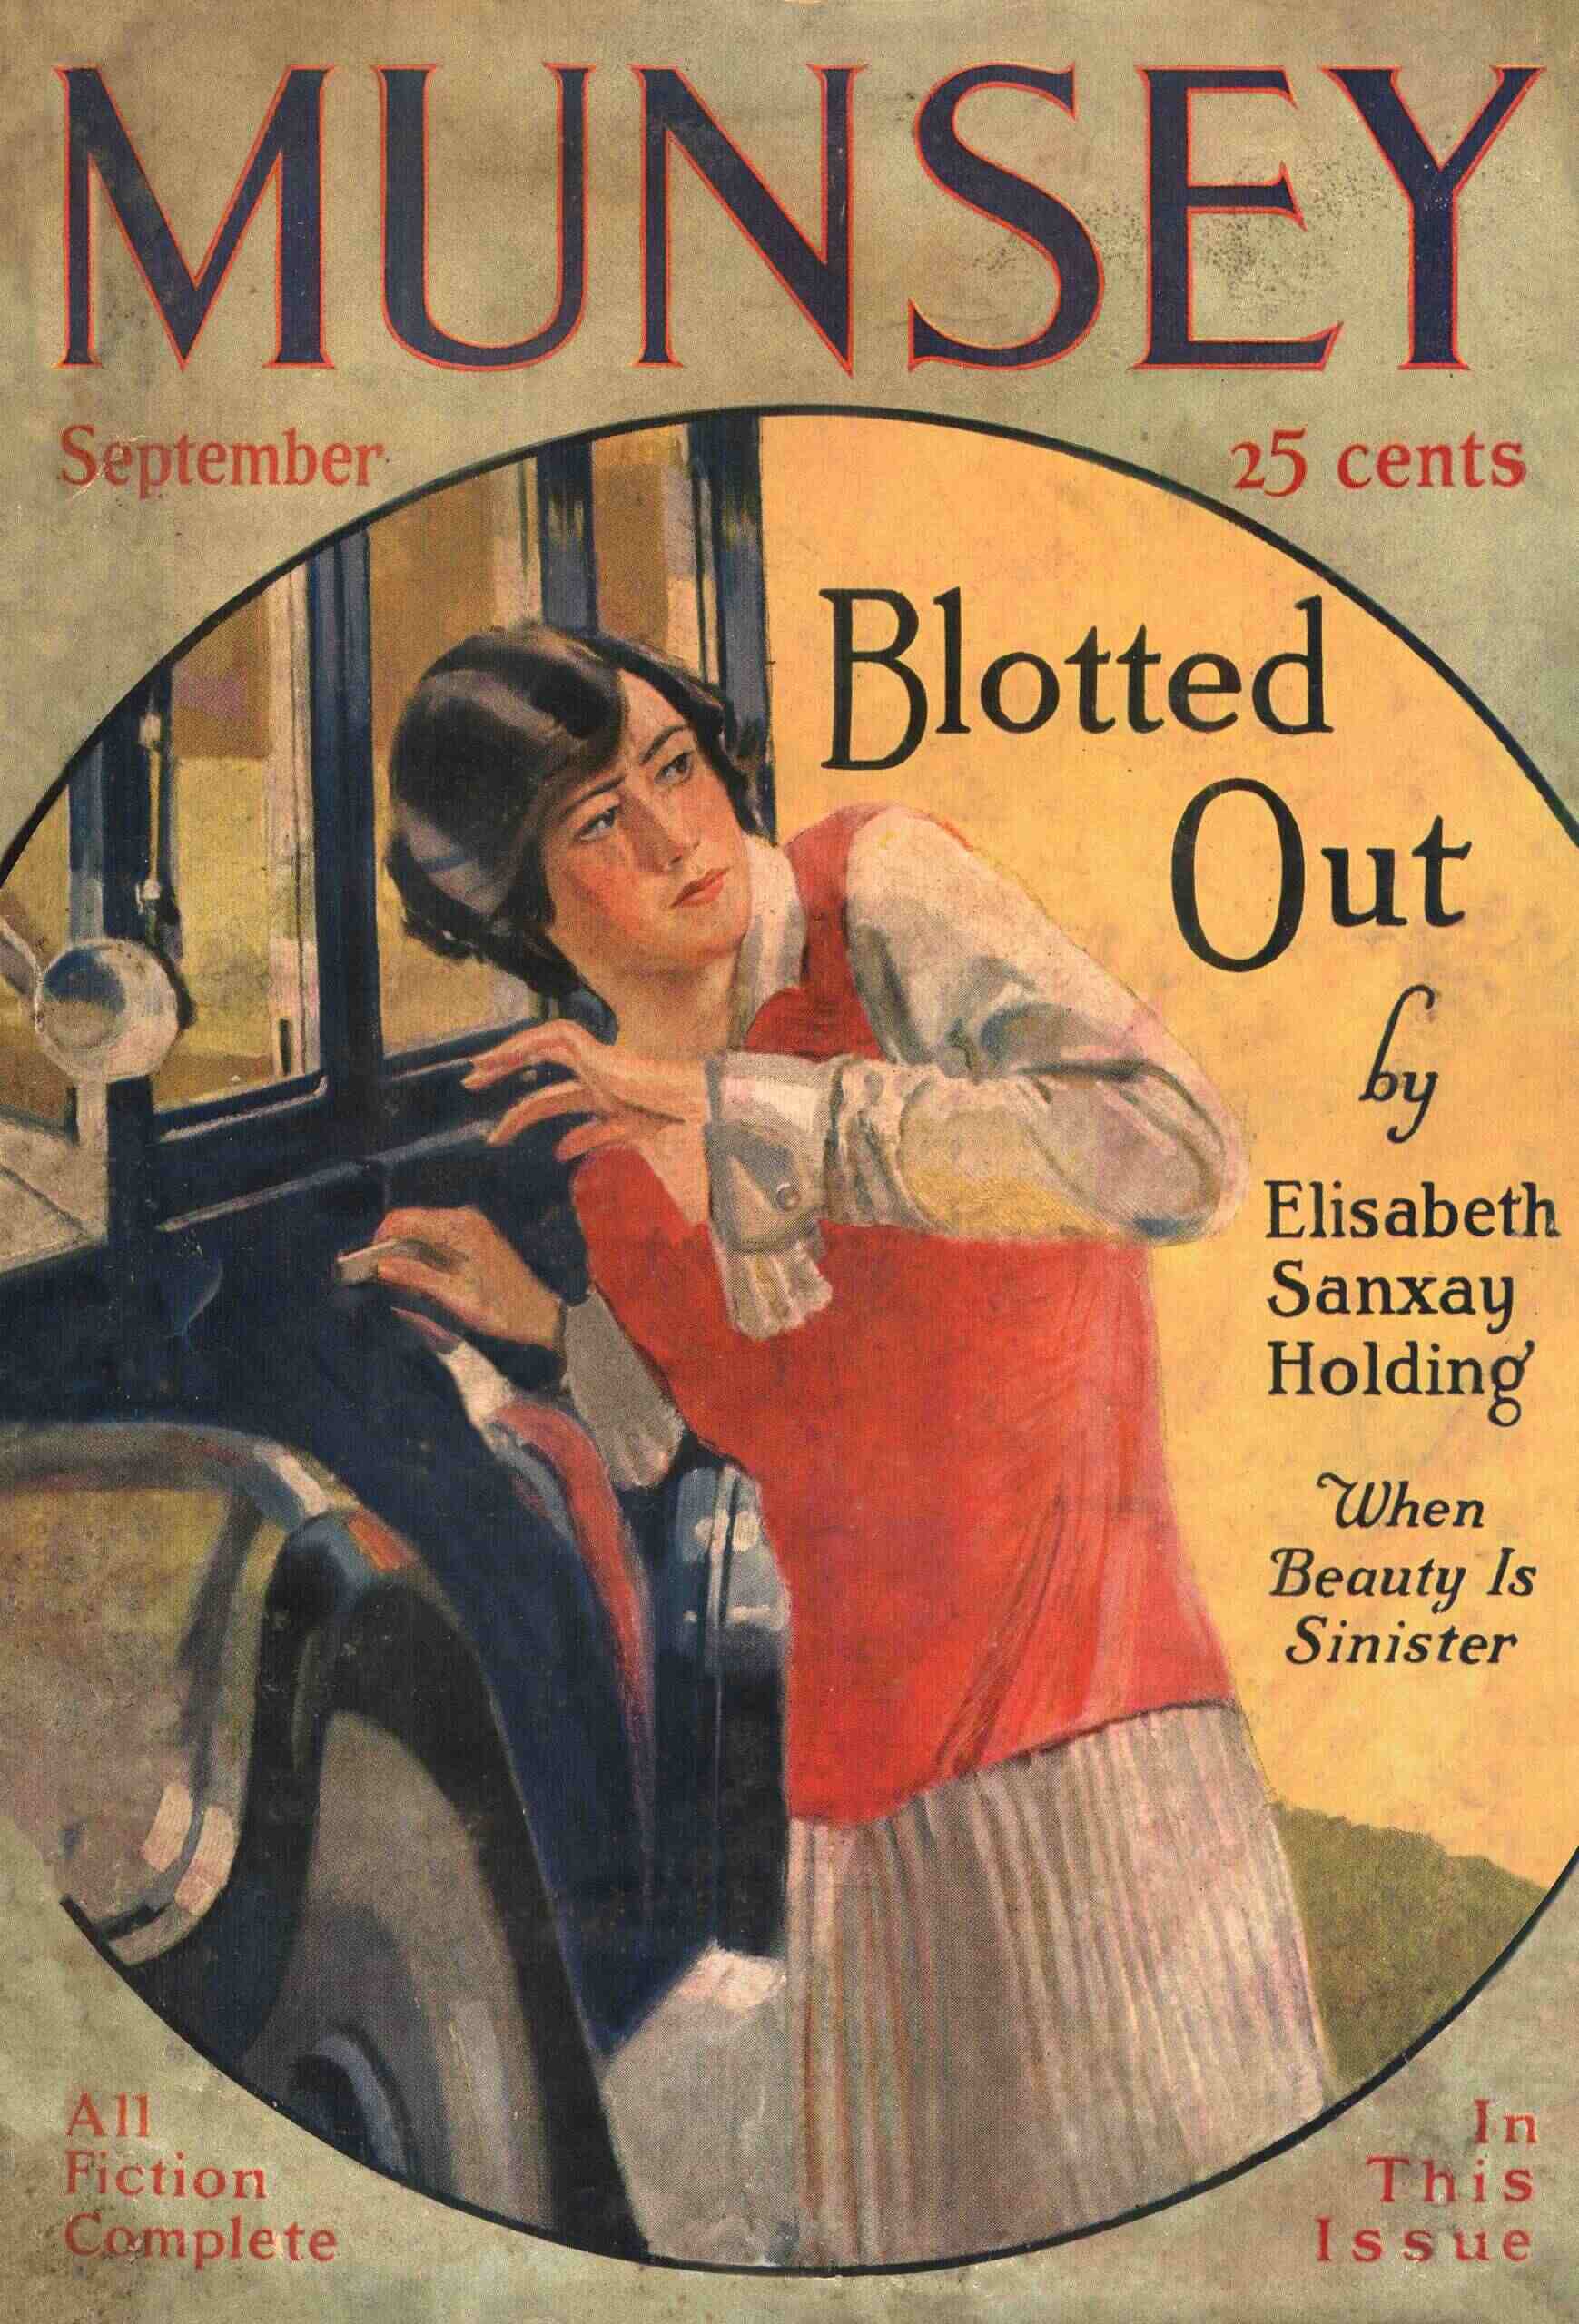 MUNSEY
September
25 cents
Blotted
Out
by
Elisabeth
Sanxay
Holding
When
Beauty Is
Sinister
All
Fiction
Complete
In
This
Issue